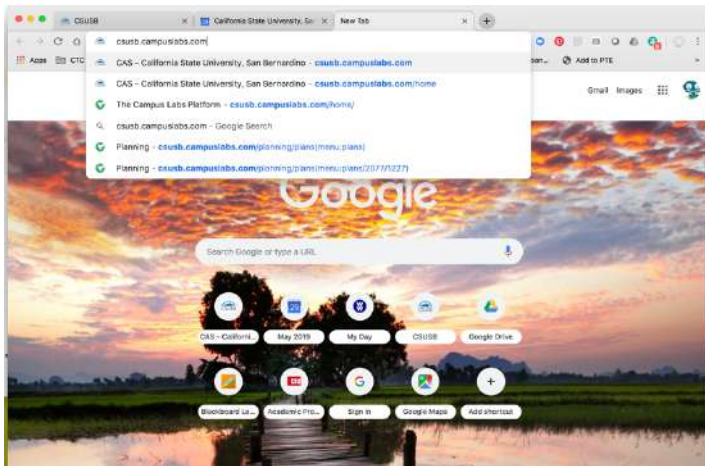 CSUSB
California State University, Sa
New Tab
csusb.campuslabs.com
Apps
CTC
Add to PTE
»
CAS – California State University, San Bernardino – csusb.campuslabs.com
CAS – California State University, San Bernardino – csusb.campuslabs.com/home
The Campus Labs Platform – csusb.campuslabs.com/home/
csusb.campuslabs.com – Google Search
Planning – csusb.campuslabs.com/planning/plans(menu:plans)
Planning – csusb.campuslabs.com/planning/plans(menu:plans/2077/1227)
Gmail Images
Google
Search Google or type a URL
CAS – Californi... May 2019 My Day CSUSB Google Drive
Blackboard Le... Academic Pro... Sign in Google Maps Add shortcut